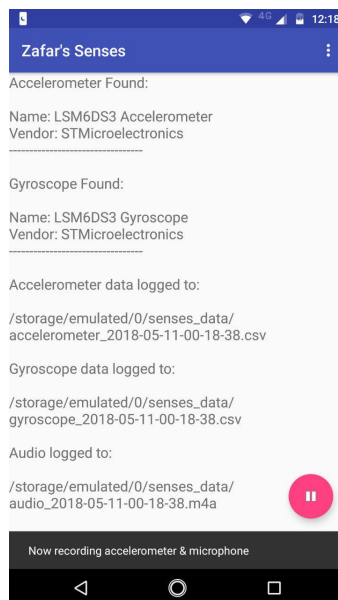 4G 12:18
Zafar's Senses
Accelerometer Found:
Name: LSM6DS3 Accelerometer
Vendor: STMicroelectronics
---------------------------------
Gyroscope Found:
Name: LSM6DS3 Gyroscope
Vendor: STMicroelectronics
---------------------------------
Accelerometer data logged to:
/storage/emulated/0/senses_data/
accelerometer_2018-05-11-00-18-38.csv
Gyroscope data logged to:
/storage/emulated/0/senses_data/
gyroscope_2018-05-11-00-18-38.csv
Audio logged to:
/storage/emulated/0/senses_data/
audio_2018-05-11-00-18-38.m4a
Now recording accelerometer & microphone